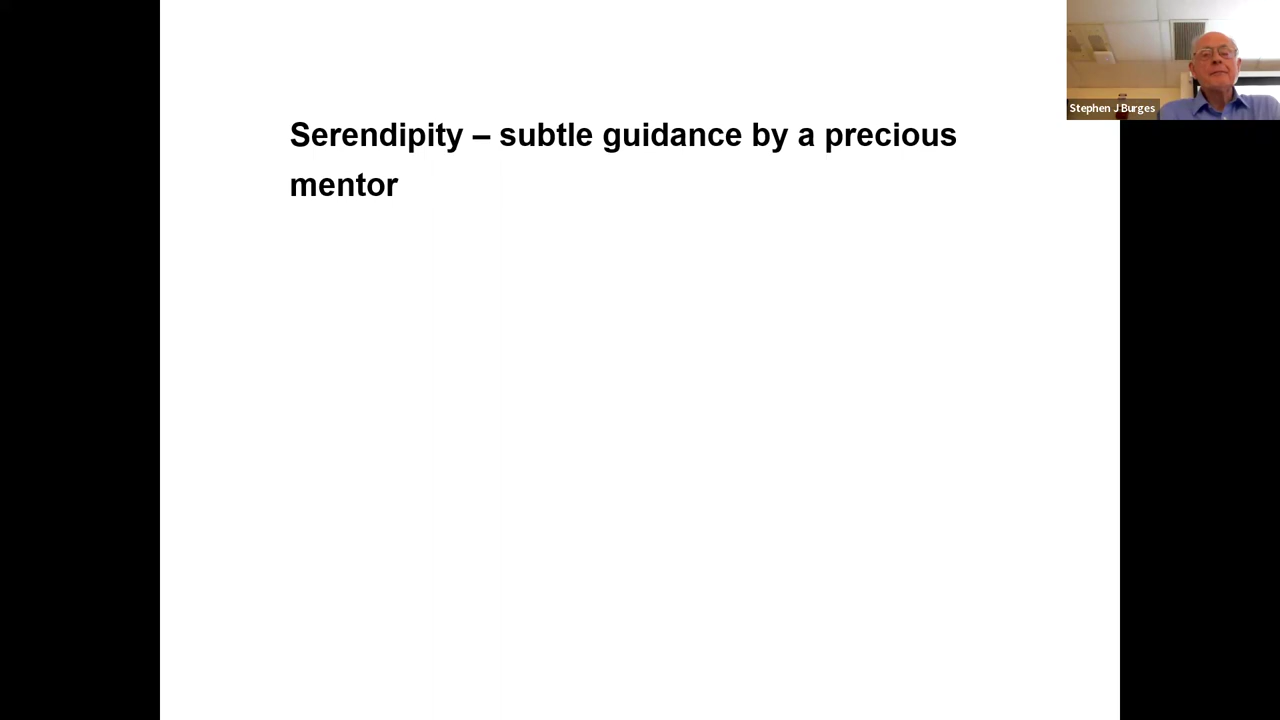 Serendipity – subtle guidance by a precious
mentor
Stephen J Burges